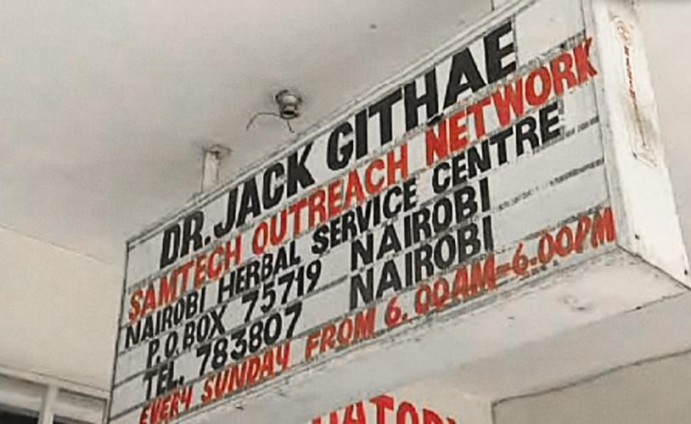 DR. JACK GITHAE
SAMTECH OUTREACH NETWORK
NAIROBI HERBAL SERVICE CENTRE
P.O. BOX 75719 NAIROBI
TEL. 783807 NAIROBI
EVERY SUNDAY FROM 6.00AM-6.00PM